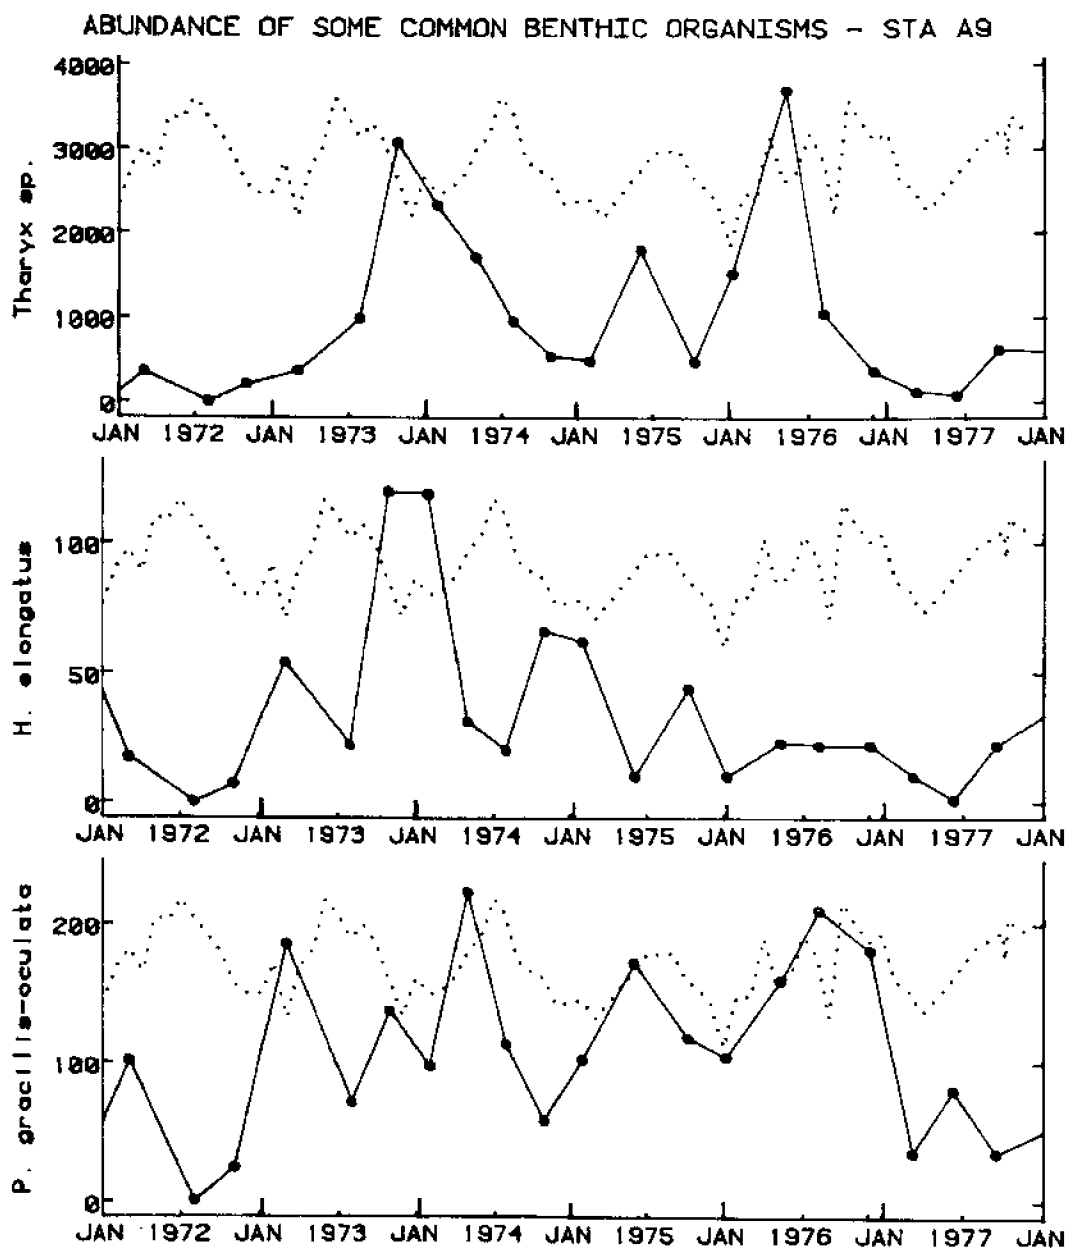 ABUNDANCE OF SOME COMMON BENTHIC ORGANISMS - STA A9
4000
3000
2000
1000
0
Tharyx sp.
JAN 1972 JAN 1973 JAN 1974 JAN 1975 JAN 1976 JAN 1977 JAN
100
50
0
H. elongatus
JAN 1972 JAN 1973 JAN 1974 JAN 1975 JAN 1976 JAN 1977 JAN
200
100
0
P. gracilis-oculata
JAN 1972 JAN 1973 JAN 1974 JAN 1975 JAN 1976 JAN 1977 JAN